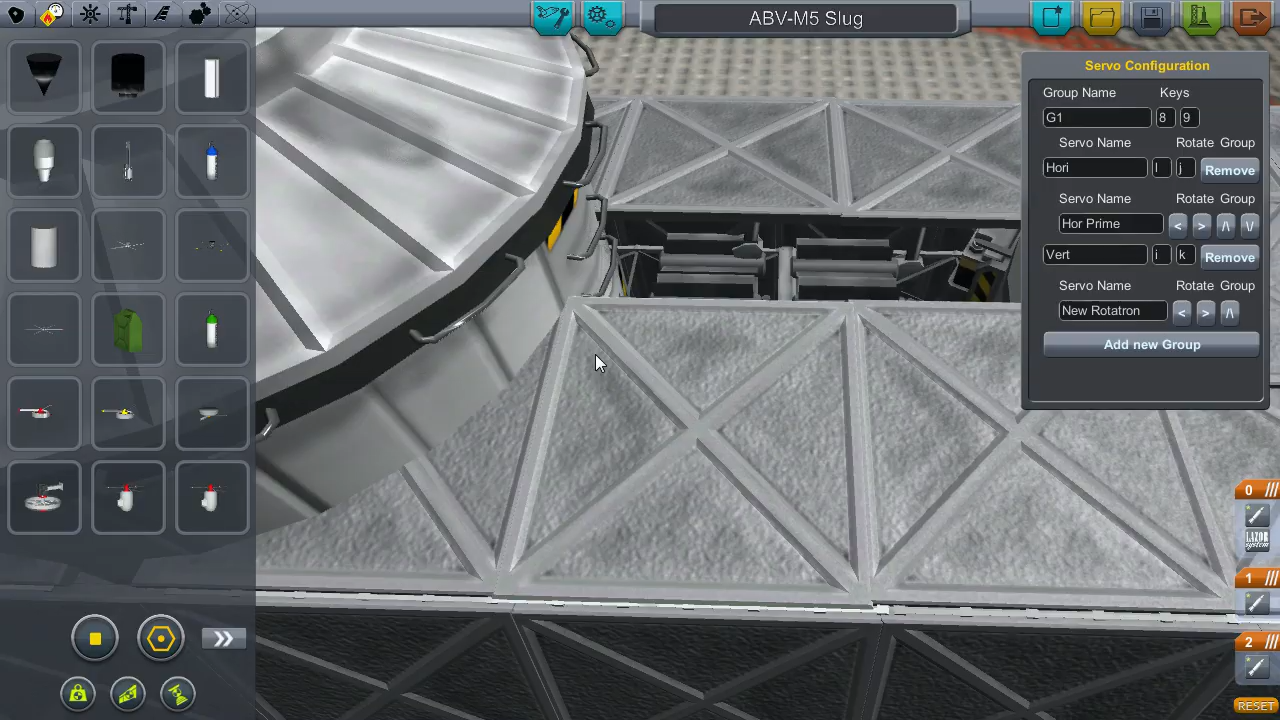 ABV-M5 Slug
Servo Configuration
Group Name Keys
G1 8 9
Servo Name Rotate Group
Hori l j Remove
Servo Name Rotate Group
Hor Prime < > /\ \/
Vert i k Remove
Servo Name Rotate Group
New Rotatron < > /\
Add new Group
0
LAZOR
system
1
2
RESET